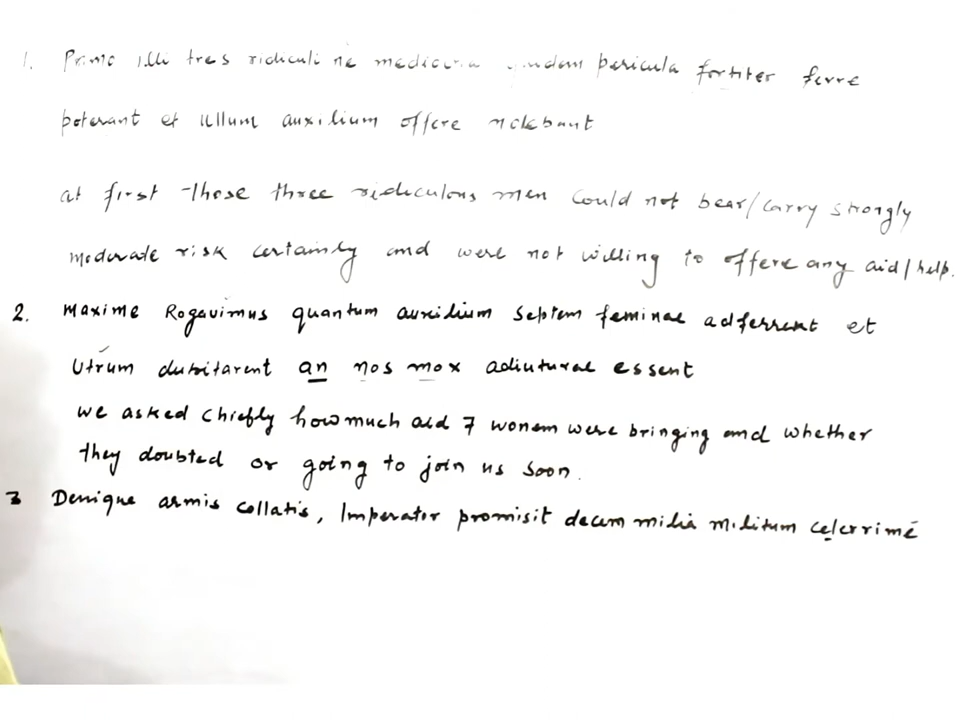 1. Primo illi tres ridiculi ne mediocria quidem pericula fortiter ferre
poterant et ullum auxilium offere nolebant
at first those three ridiculous men could not bear/carry strongly
moderate risk certainly and were not willing to offere any aid/help.
2. Maxime Rogavimus quantum auxilium septem feminae adferrent et
Utrum dubitarent an nos mox adiuturae essent
we asked chiefly how much aid 7 wonem were bringing and whether
they doubted or going to join us soon.
3 Denique armis collatis, Imperator promisit decem milia militum celerrimé